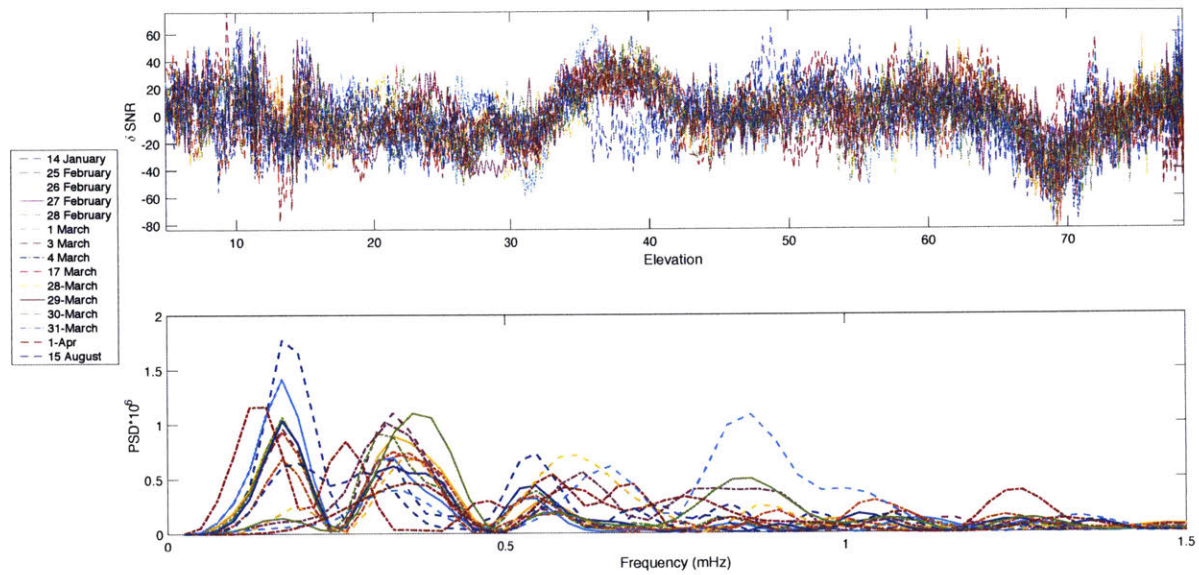 60
40
20
0
-20
-40
-60
-80
δ SNR
10
20
30
40
50
60
70
Elevation
14 January
25 February
26 February
27 February
28 February
1 March
3 March
4 March
17 March
28-March
29-March
30-March
31-March
1-Apr
15 August
2
1.5
1
0.5
0
PSD*10⁶
0
0.5
1
1.5
Frequency (mHz)